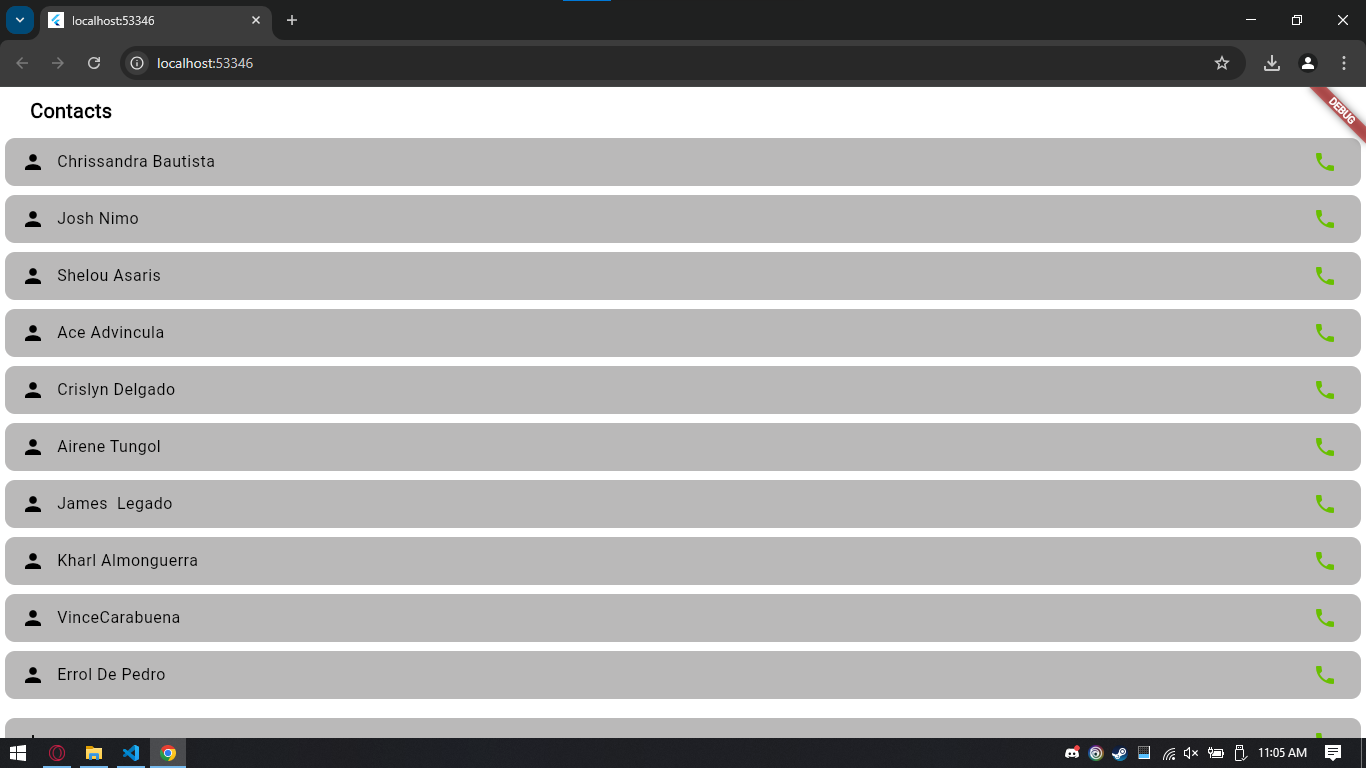 localhost:53346
localhost:53346
Contacts
DEBUG
Chrissandra Bautista
Josh Nimo
Shelou Asaris
Ace Advincula
Crislyn Delgado
Airene Tungol
James  Legado
Kharl Almonguerra
VinceCarabuena
Errol De Pedro
11:05 AM